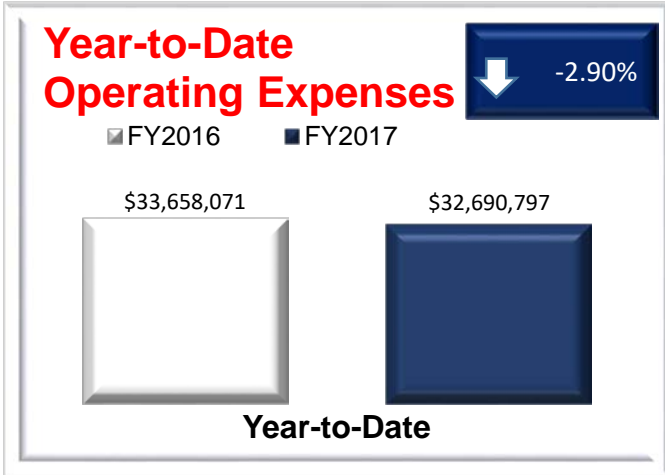 Year-to-Date
Operating Expenses
-2.90%
FY2016 FY2017
$33,658,071 $32,690,797
Year-to-Date